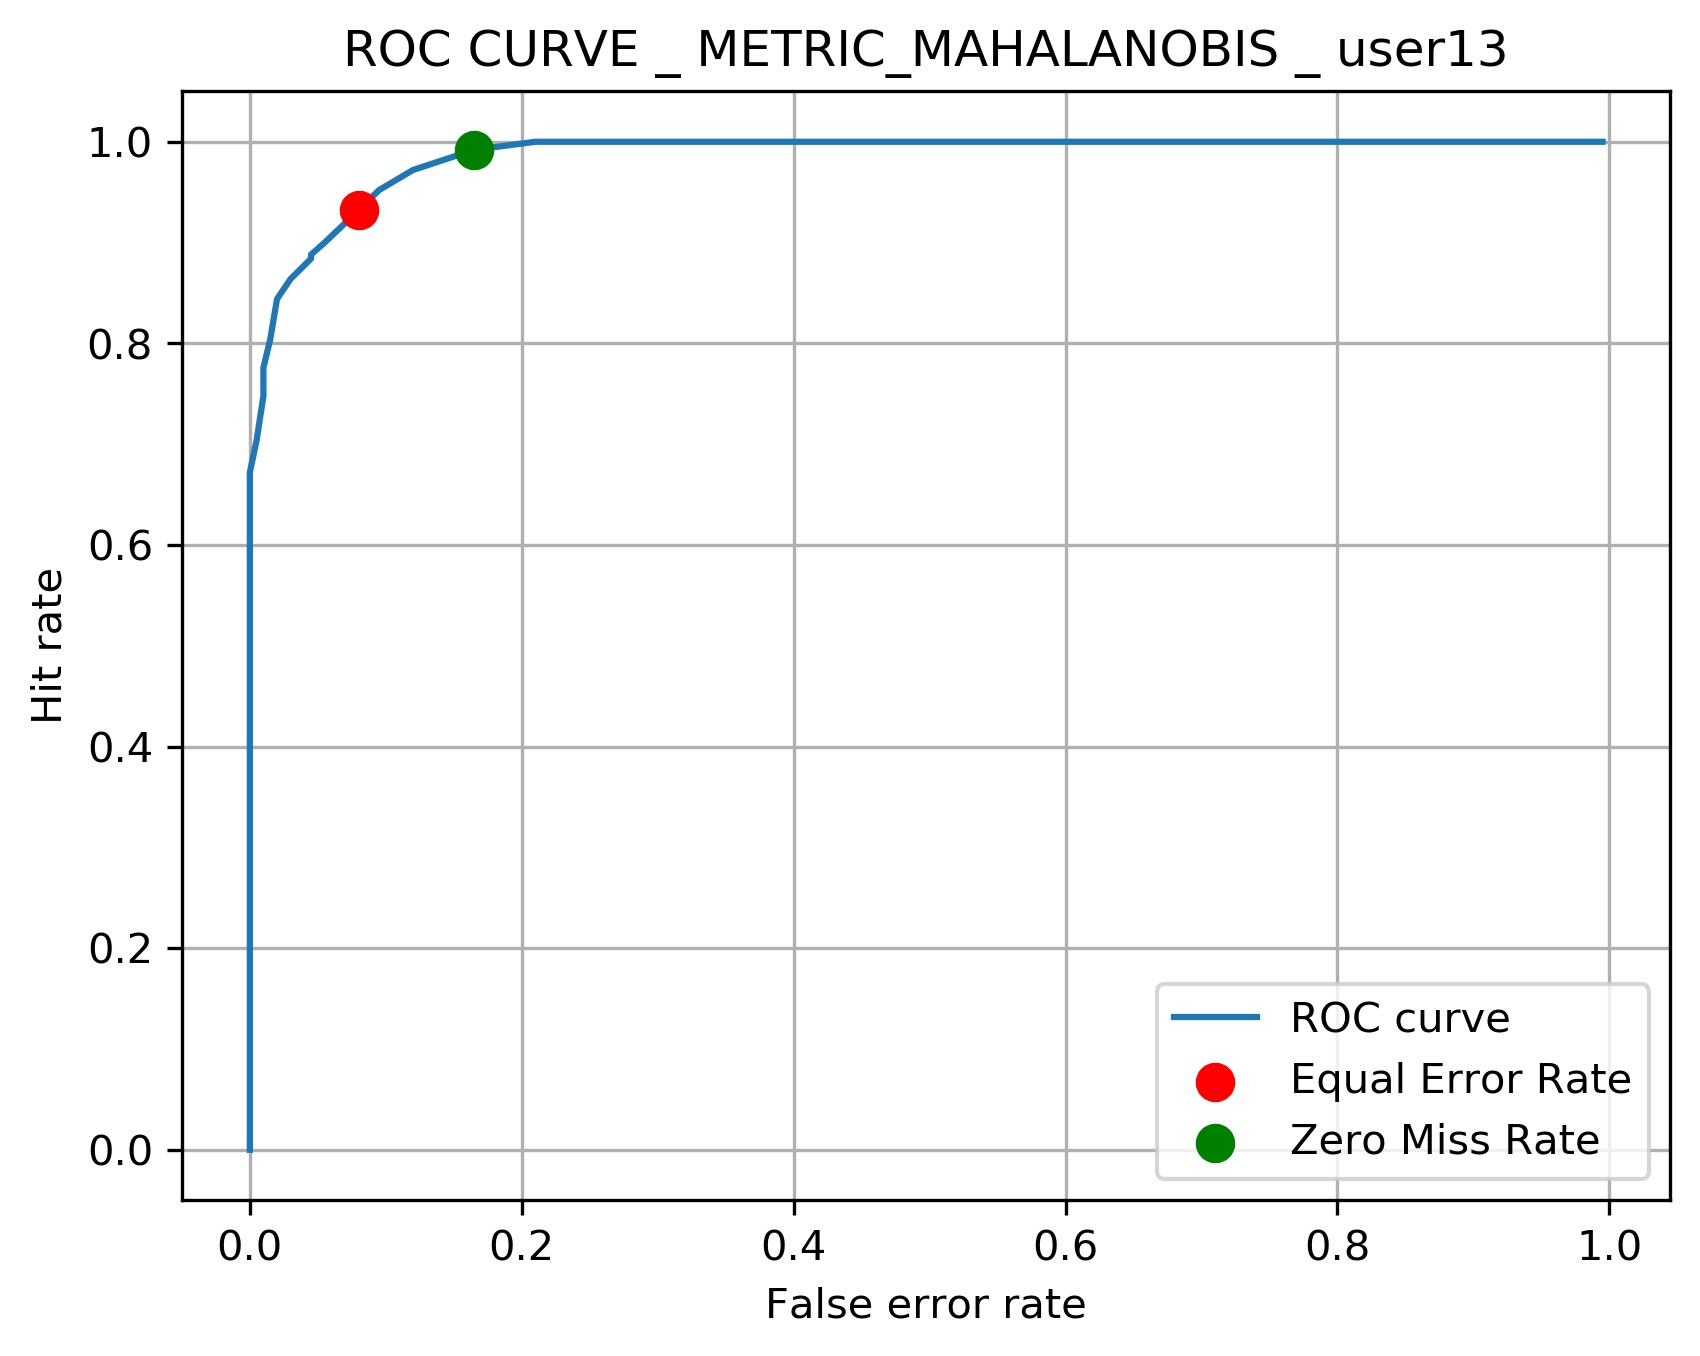 ROC CURVE _ METRIC_MAHALANOBIS _ user13
1.0
0.8
0.6
0.4
0.2
0.0
Hit rate
ROC curve
Equal Error Rate
Zero Miss Rate
0.0 0.2 0.4 0.6 0.8 1.0
False error rate